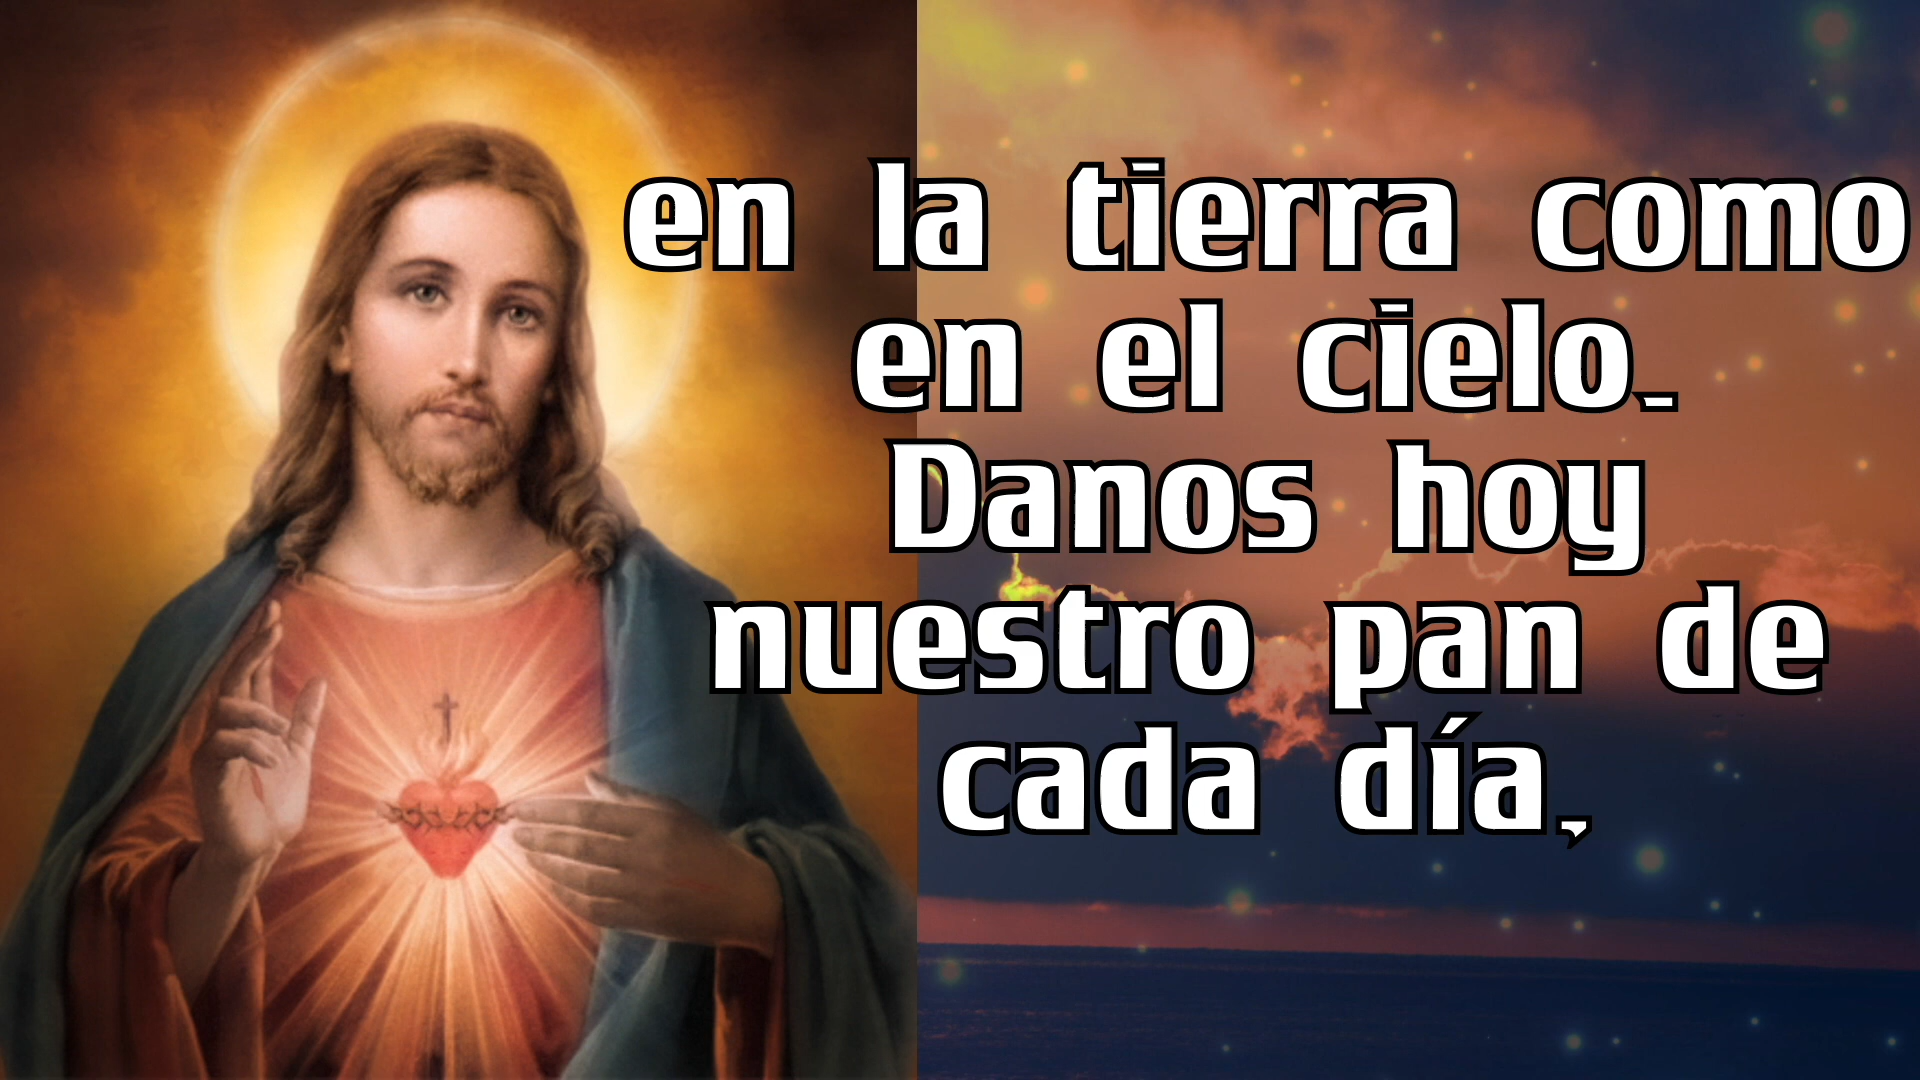 en la tierra como
en el cielo.
Danos hoy
nuestro pan de
cada día,